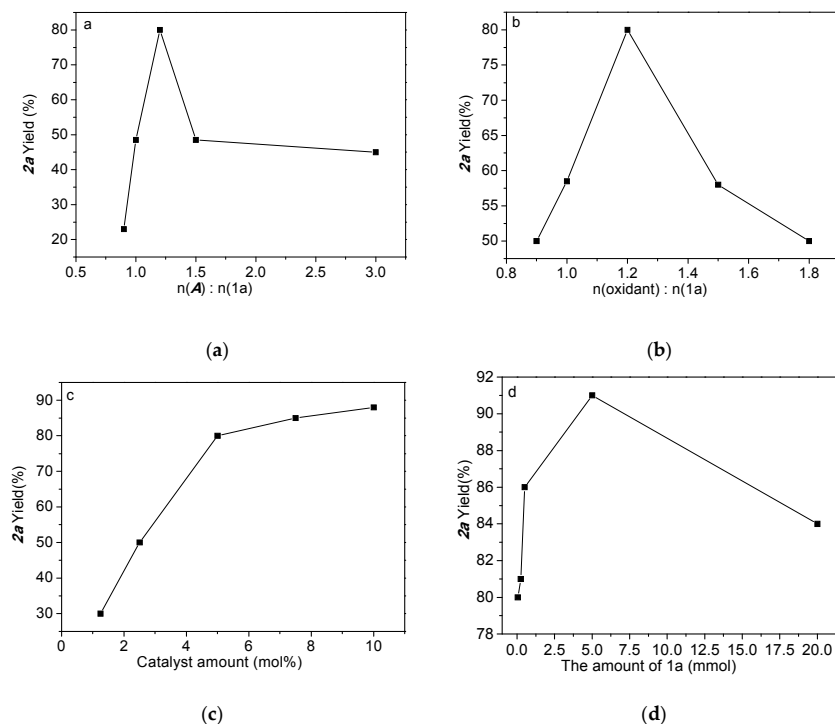 a
80
70
60
50
40
30
20
2a Yield (%)
0.5 1.0 1.5 2.0 2.5 3.0
n(A) : n(1a)
(a)
b
80
75
70
65
60
55
50
2a Yield(%)
0.8 1.0 1.2 1.4 1.6 1.8
n(oxidant) : n(1a)
(b)
c
90
80
70
60
50
40
30
2a Yield(%)
0 2 4 6 8 10
Catalyst amount (mol%)
(c)
d
92
90
88
86
84
82
80
78
2a Yield(%)
0.0 2.5 5.0 7.5 10.0 12.5 15.0 17.5 20.0
The amount of 1a (mmol)
(d)